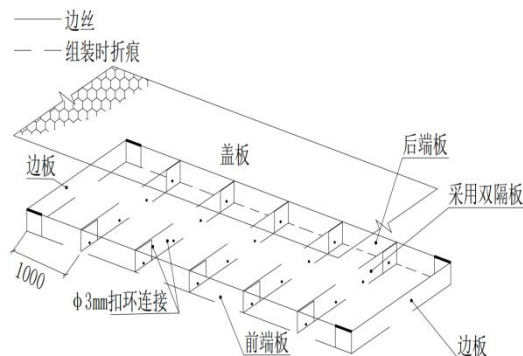 边丝
组装时折痕
盖板
后端板
边板
采用双隔板
1000
ф3mm扣环连接
前端板
边板